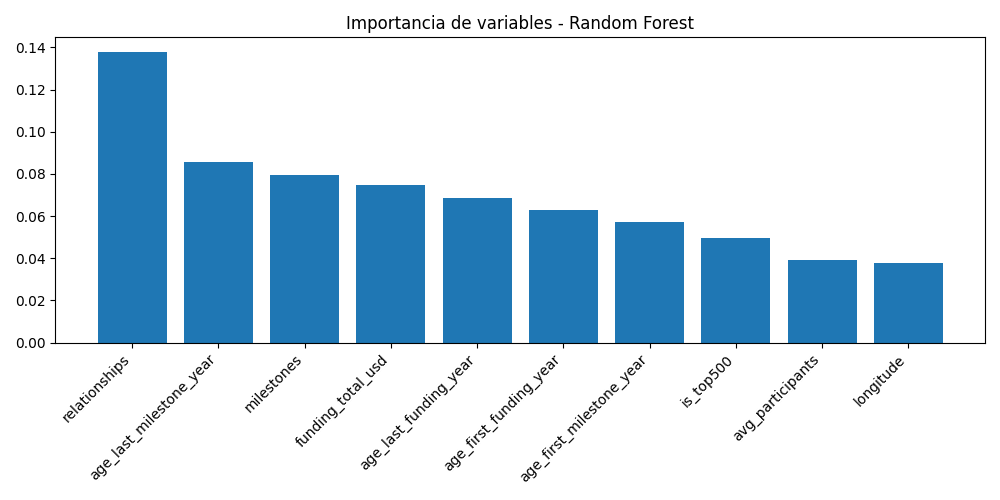 Importancia de variables - Random Forest
0.14
0.12
0.10
0.08
0.06
0.04
0.02
0.00
relationships
age_last_milestone_year
milestones
funding_total_usd
age_last_funding_year
age_first_funding_year
age_first_milestone_year
is_top500
avg_participants
longitude